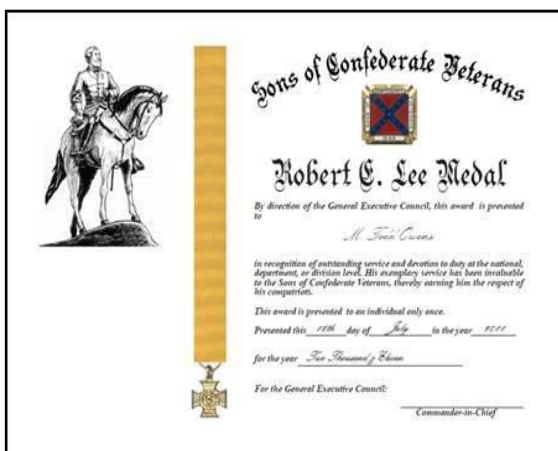 Sons of Confederate Veterans
Robert E. Lee Medal
By direction of the General Executive Council, this award is presented
to
M. Todd Owens
in recognition of outstanding service and devotion to duty at the national,
department, or division level. His exemplary service has been invaluable
to the Sons of Confederate Veterans, thereby earning him the respect of
his compatriots.
This award is presented to an individual only once.
Presented this day of July in the year 2011
for the year Two Thousand & Eleven
For the General Executive Council:
Commander-in-Chief